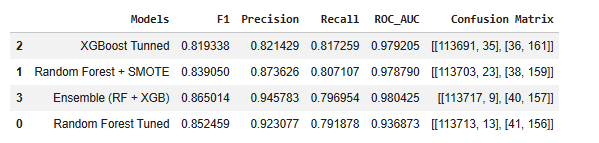 Models F1 Precision Recall ROC_AUC Confusion Matrix
2 XGBoost Tunned 0.819338 0.821429 0.817259 0.979205 [[113691, 35], [36, 161]]
1 Random Forest + SMOTE 0.839050 0.873626 0.807107 0.978790 [[113703, 23], [38, 159]]
3 Ensemble (RF + XGB) 0.865014 0.945783 0.796954 0.980425 [[113717, 9], [40, 157]]
0 Random Forest Tuned 0.852459 0.923077 0.791878 0.936873 [[113713, 13], [41, 156]]